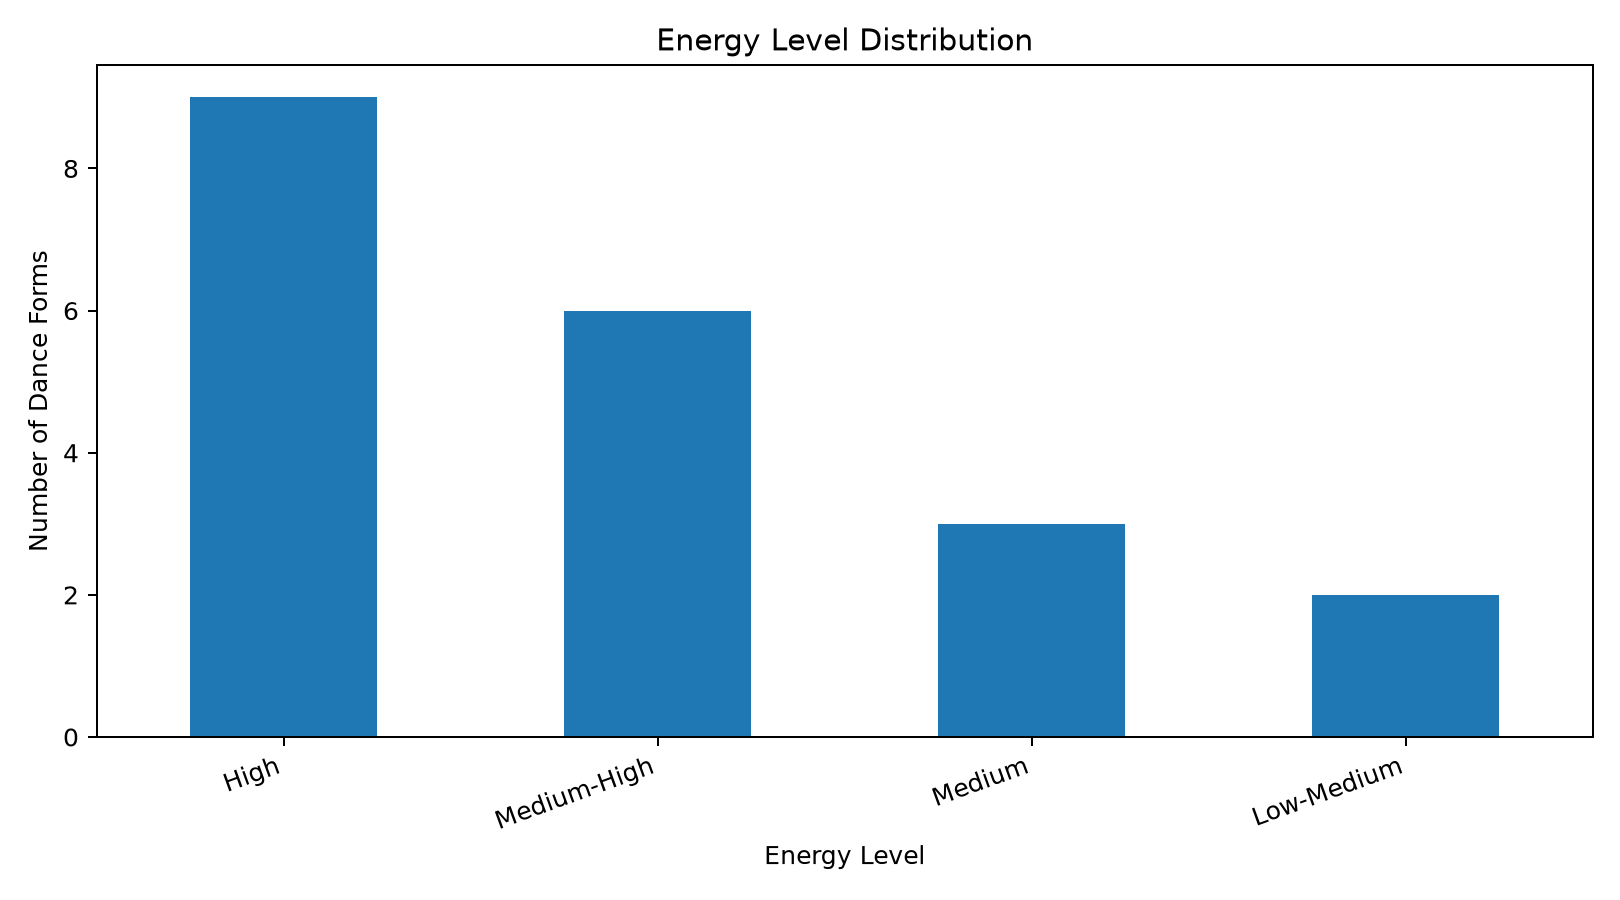 Energy Level Distribution
Number of Dance Forms
8
6
4
2
0
High
Medium-High
Medium
Low-Medium
Energy Level